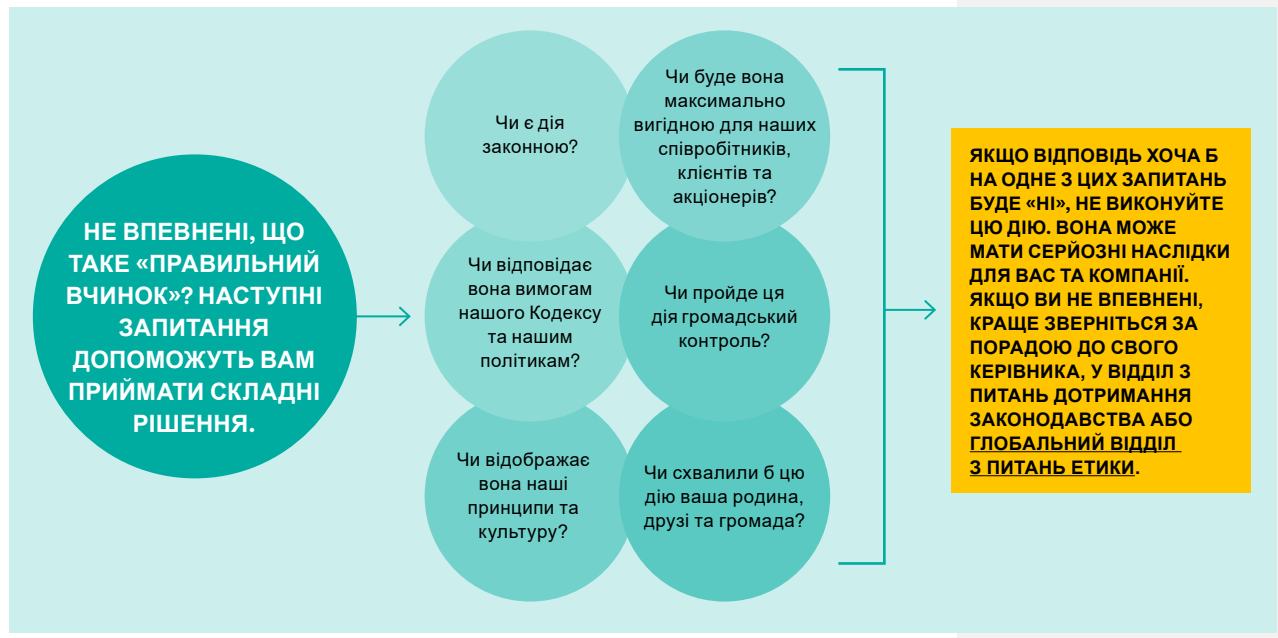 НЕ ВПЕВНЕНІ, ЩО
ТАКЕ «ПРАВИЛЬНИЙ
ВЧИНОК»? НАСТУПНІ
ЗАПИТАННЯ
ДОПОМОЖУТЬ ВАМ
ПРИЙМАТИ СКЛАДНІ
РІШЕННЯ.
Чи є дія
законною?
Чи буде вона
максимально
вигідною для наших
співробітників,
клієнтів та
акціонерів?
Чи відповідає
вона вимогам
нашого Кодексу
та нашим
політикам?
Чи пройде ця
дія громадський
контроль?
Чи відображає
вона наші
принципи та
культуру?
Чи схвалили б цю
дію ваша родина,
друзі та громада?
ЯКЩО ВІДПОВІДЬ ХОЧА Б
НА ОДНЕ З ЦИХ ЗАПИТАНЬ
БУДЕ «НІ», НЕ ВИКОНУЙТЕ
ЦЮ ДІЮ. ВОНА МОЖЕ
МАТИ СЕРЙОЗНІ НАСЛІДКИ
ДЛЯ ВАС ТА КОМПАНІЇ.
ЯКЩО ВИ НЕ ВПЕВНЕНІ,
КРАЩЕ ЗВЕРНІТЬСЯ ЗА
ПОРАДОЮ ДО СВОГО
КЕРІВНИКА, У ВІДДІЛ З
ПИТАНЬ ДОТРИМАННЯ
ЗАКОНОДАВСТВА АБО
ГЛОБАЛЬНИЙ ВІДДІЛ
З ПИТАНЬ ЕТИКИ.